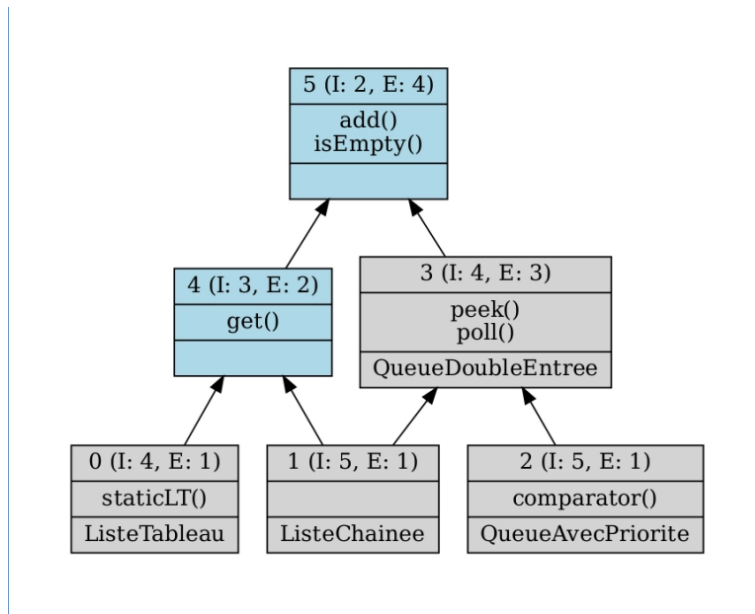 5 (I: 2, E: 4)
add()
isEmpty()
4 (I: 3, E: 2)
get()
3 (I: 4, E: 3)
peek()
poll()
QueueDoubleEntree
0 (I: 4, E: 1)
staticLT()
ListeTableau
1 (I: 5, E: 1)
ListeChainee
2 (I: 5, E: 1)
comparator()
QueueAvecPriorite